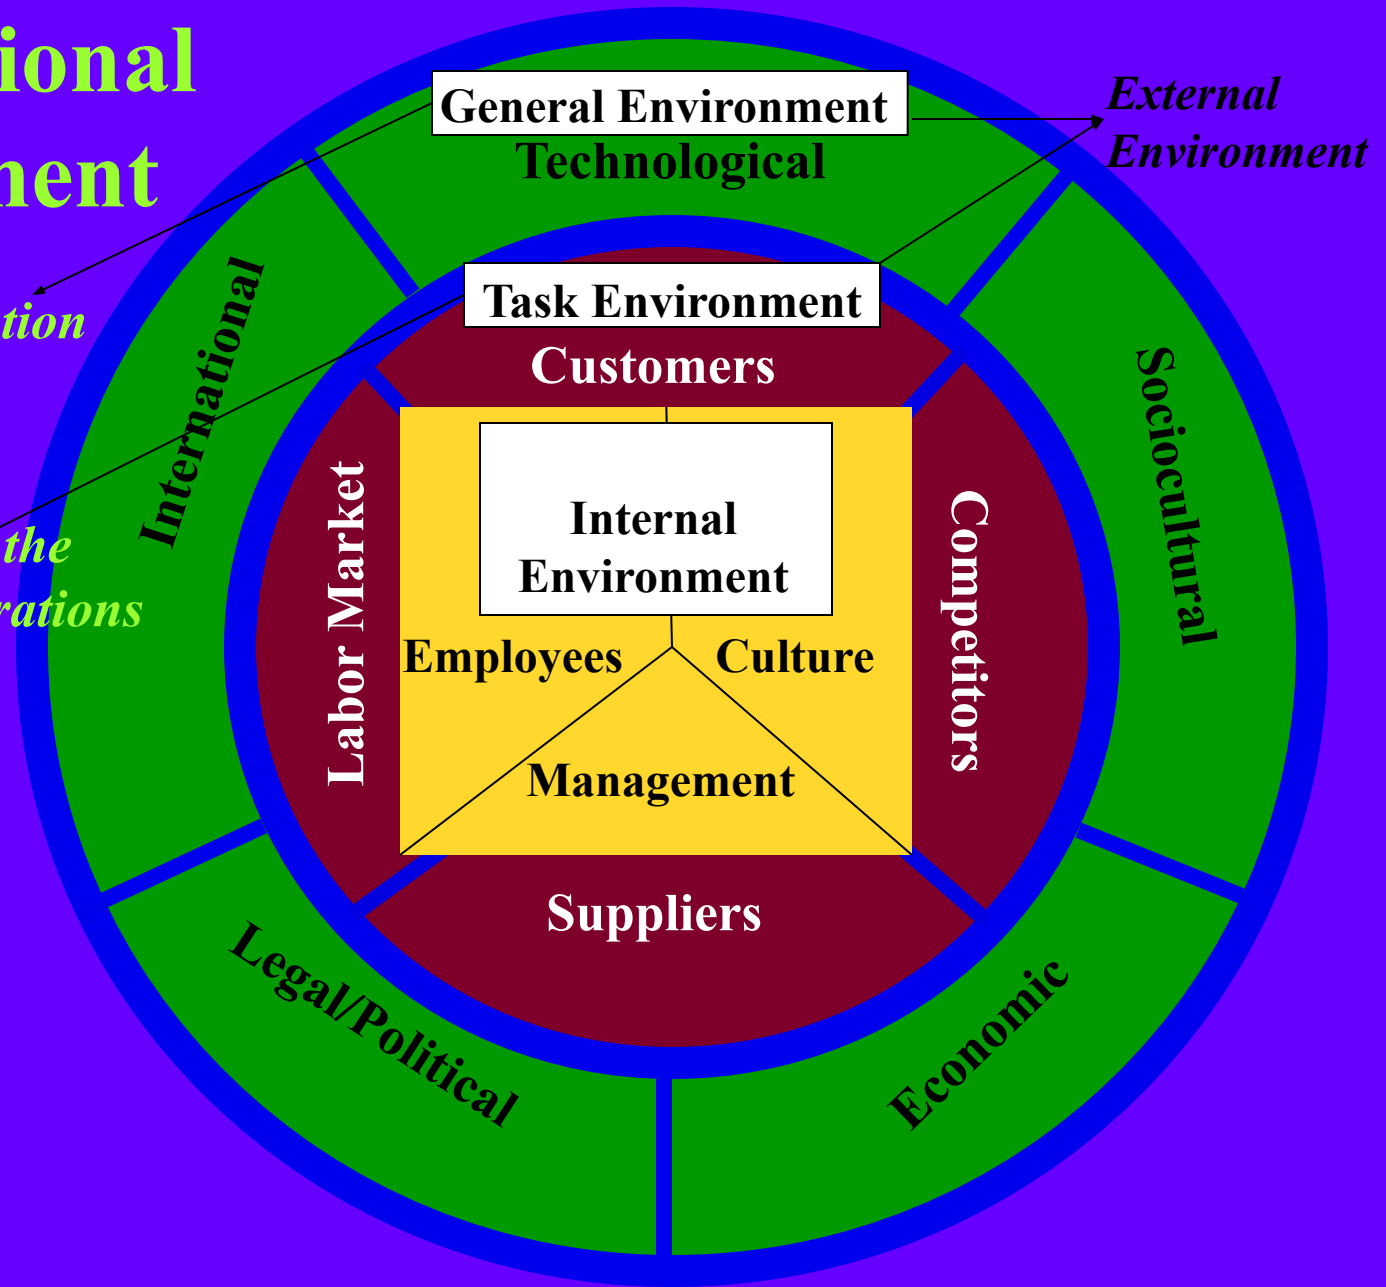 ional
nent
tion
the
rations
General Environment
Technological
External
Environment
Task Environment
Customers
International
Sociocultural
Labor Market
Competitors
Internal
Environment
Employees
Culture
Management
Suppliers
Legal/Political
Economic